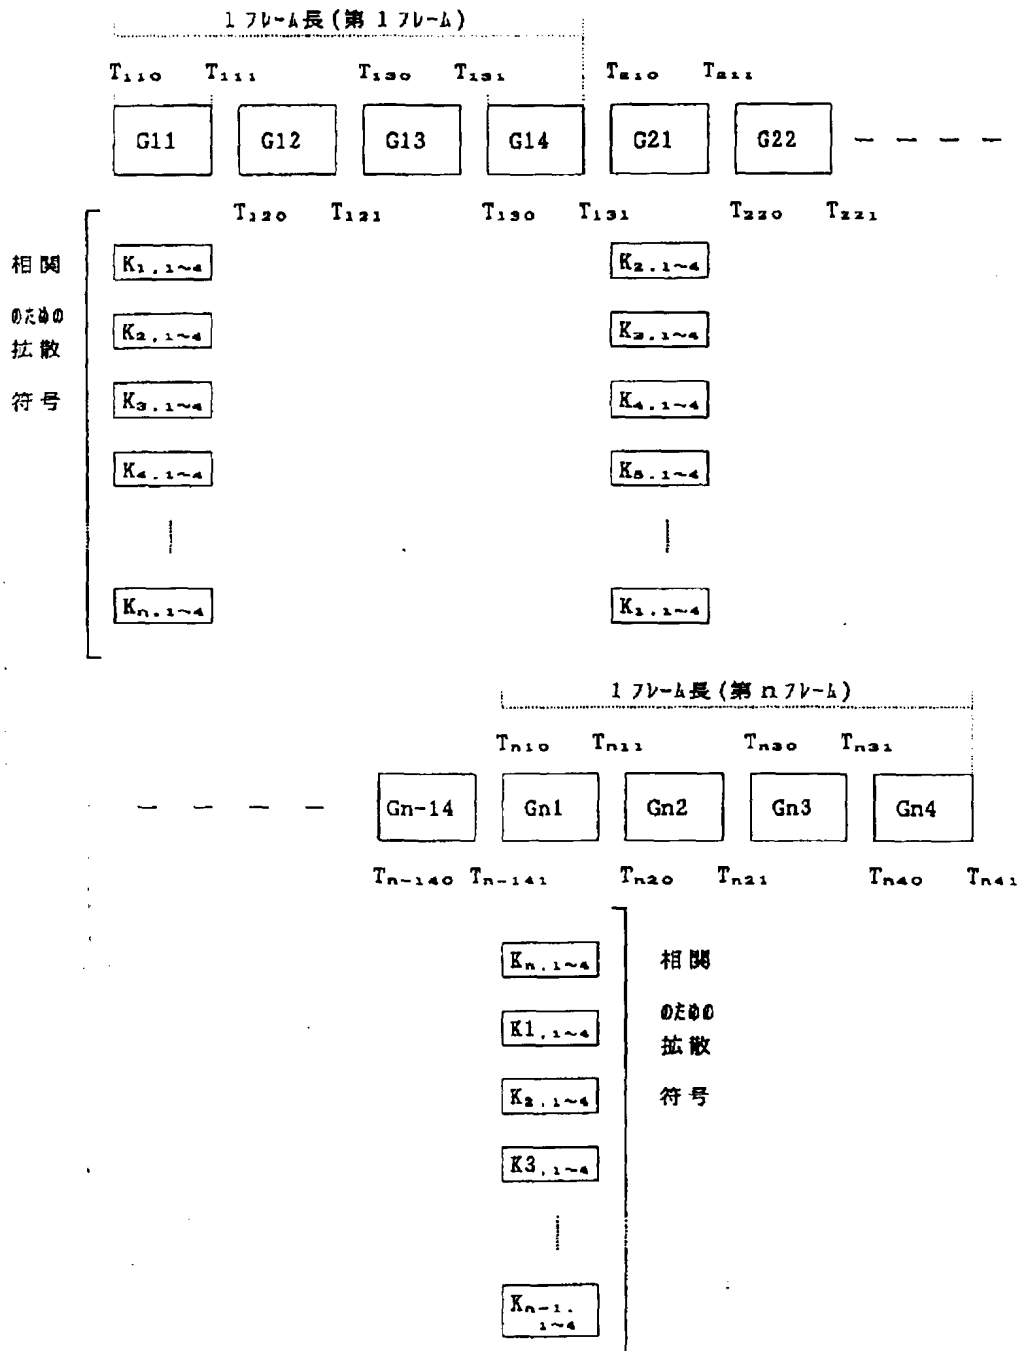 1フレーム長(第1フレーム)
T₁₁₀ T₁₁₁ T₁₃₀ T₁₃₁ T₂₁₀ T₂₁₁
G11 G12 G13 G14 G21 G22 — — — —
T₁₂₀ T₁₂₁ T₁₃₀ T₁₃₁ T₂₂₀ T₂₂₁
相関
のための
拡散
符号
K₁.₁~₄
K₂.₁~₄
K₃.₁~₄
K₄.₁~₄
Kₙ.₁~₄
K₂.₁~₄
K₃.₁~₄
K₄.₁~₄
K₅.₁~₄
K₁.₁~₄
1フレーム長(第nフレーム)
Tₙ₁₀ Tₙ₁₁ Tₙ₃₀ Tₙ₃₁
— — — — Gn-14 Gn1 Gn2 Gn3 Gn4
Tₙ₋₁₄₀ Tₙ₋₁₄₁ Tₙ₂₀ Tₙ₂₁ Tₙ₄₀ Tₙ₄₁
Kₙ.₁~₄
K1.₁~₄
K₂.₁~₄
K3.₁~₄
Kₙ₋₁.
₁~₄
相関
のための
拡散
符号